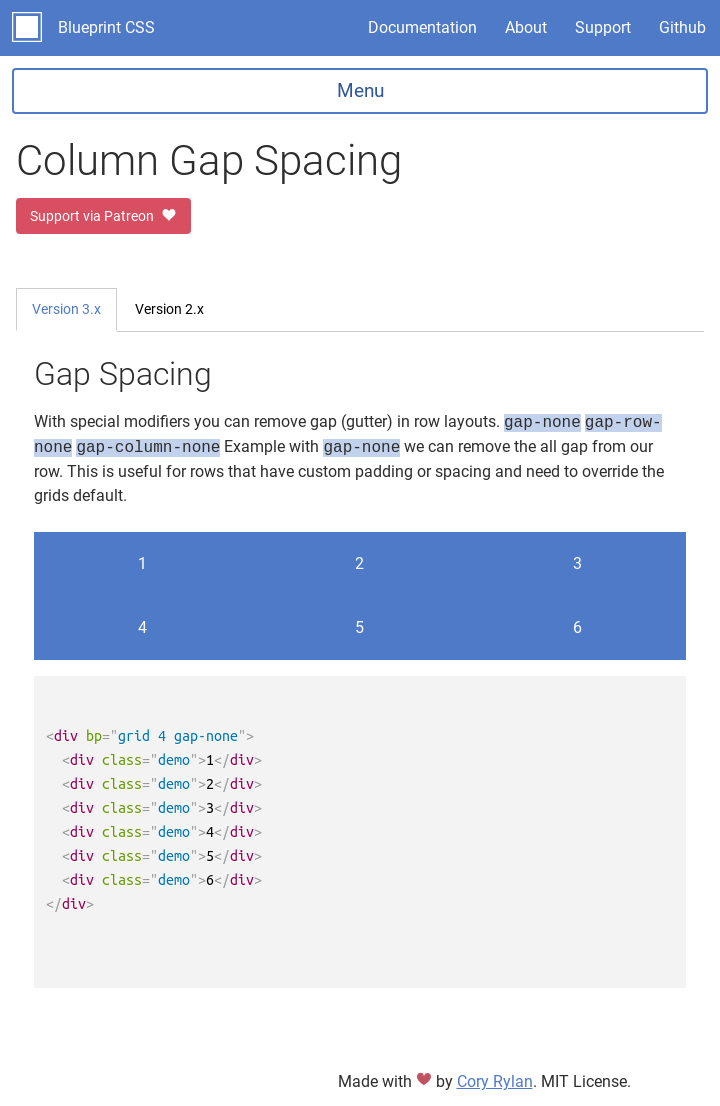 Blueprint CSS Documentation About Support Github
Menu
Column Gap Spacing
Support via Patreon
Version 3.x Version 2.x
Gap Spacing
With special modifiers you can remove gap (gutter) in row layouts. gap-none gap-row-
none gap-column-none Example with gap-none we can remove the all gap from our
row. This is useful for rows that have custom padding or spacing and need to override the
grids default.
1 2 3
4 5 6
<div bp="grid 4 gap-none">
  <div class="demo">1</div>
  <div class="demo">2</div>
  <div class="demo">3</div>
  <div class="demo">4</div>
  <div class="demo">5</div>
  <div class="demo">6</div>
</div>
Made with ♥ by Cory Rylan. MIT License.